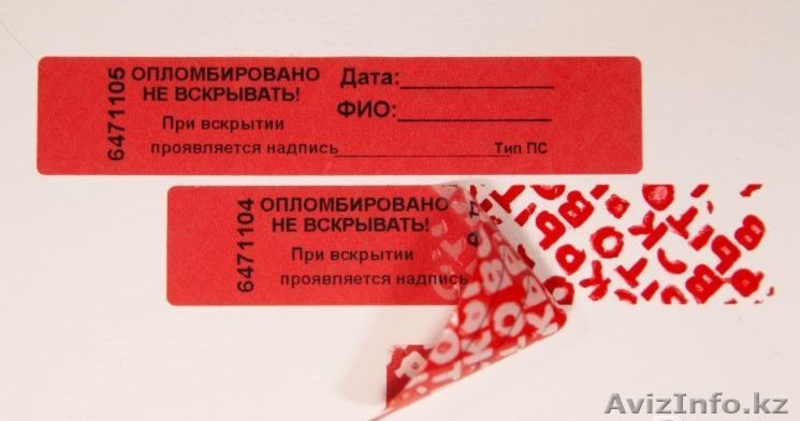 6471105
ОПЛОМБИРОВАНО
НЕ ВСКРЫВАТЬ!
При вскрытии
проявляется надпись
Дата:
ФИО:
Тип ПС
6471104
ОПЛОМБИРОВАНО
НЕ ВСКРЫВАТЬ!
При вскрытии
проявляется надпись
AvizInfo.kz